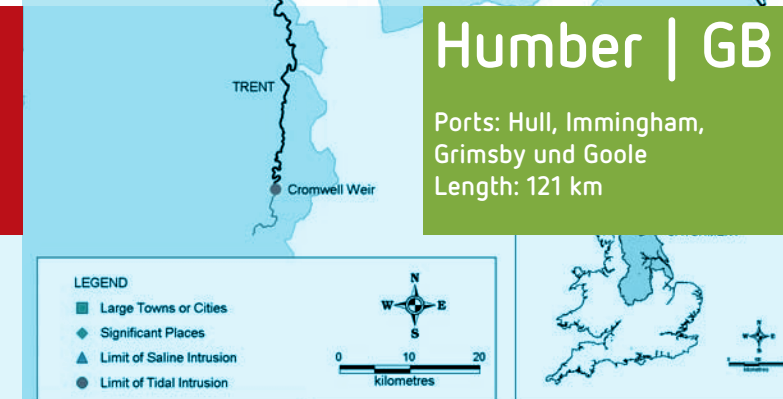 Humber | GB
Ports: Hull, Immingham,
Grimsby und Goole
Length: 121 km
TRENT
Cromwell Weir
LEGEND
Large Towns or Cities
Significant Places
Limit of Saline Intrusion
Limit of Tidal Intrusion
N
W E
S
0 10 20
kilometres